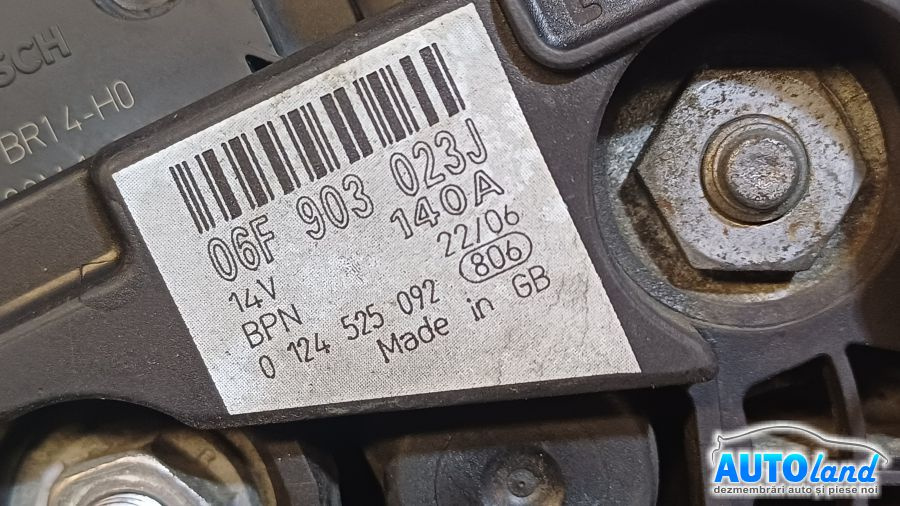 BR14-H0
06F 903 023J
14V 140A
BPN 22/06
0 124 525 092 806
Made in GB
AUTOland
dezmembrări auto și piese noi